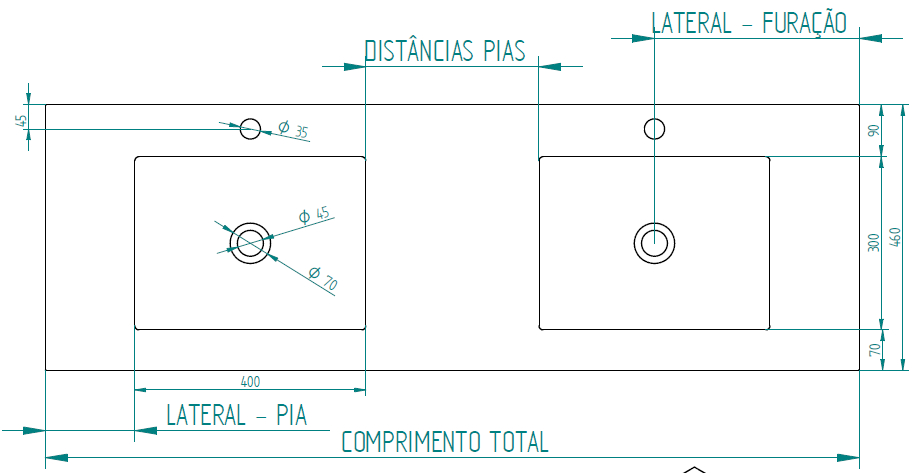 LATERAL - FURAÇÃO
DISTÂNCIAS PIAS
45
Ø 35
90
Ø 45
300
460
Ø 70
70
400
LATERAL - PIA
COMPRIMENTO TOTAL